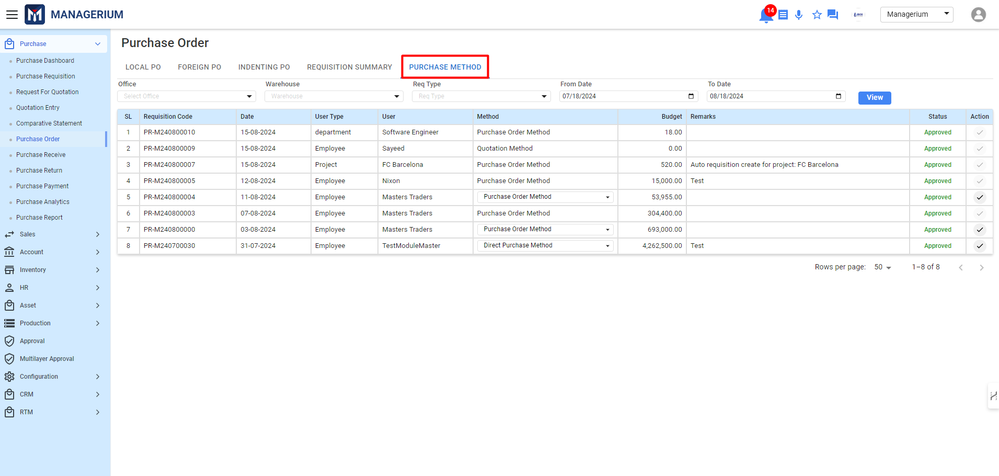 MANAGERIUM
14
Managerium
Purchase
Purchase Dashboard
Purchase Requisition
Request For Quotation
Quotation Entry
Comparative Statement
Purchase Order
Purchase Receive
Purchase Return
Purchase Payment
Purchase Analytics
Purchase Report
Sales
Account
Inventory
HR
Asset
Production
Approval
Multilayer Approval
Configuration
CRM
RTM
Purchase Order
LOCAL PO FOREIGN PO INDENTING PO REQUISITION SUMMARY PURCHASE METHOD
Office Warehouse Req Type From Date To Date
Select Office Warehouse Req Type 07/18/2024 08/18/2024 View
SL Requisition Code Date User Type User Method Budget Remarks Status Action
1 PR-M240800010 15-08-2024 department Software Engineer Purchase Order Method 18.00 Approved
2 PR-M240800009 15-08-2024 Employee Sayeed Quotation Method 0.00 Approved
3 PR-M240800007 15-08-2024 Project FC Barcelona Purchase Order Method 520.00 Auto requisition create for project: FC Barcelona Approved
4 PR-M240800005 12-08-2024 Employee Nixon Purchase Order Method 15,000.00 Test Approved
5 PR-M240800004 11-08-2024 Employee Masters Traders Purchase Order Method 53,955.00 Approved
6 PR-M240800003 07-08-2024 Employee Masters Traders Purchase Order Method 304,400.00 Approved
7 PR-M240800000 03-08-2024 Employee Masters Traders Purchase Order Method 693,000.00 Approved
8 PR-M240700030 31-07-2024 Employee TestModuleMaster Direct Purchase Method 4,262,500.00 Test Approved
Rows per page: 50 1–8 of 8